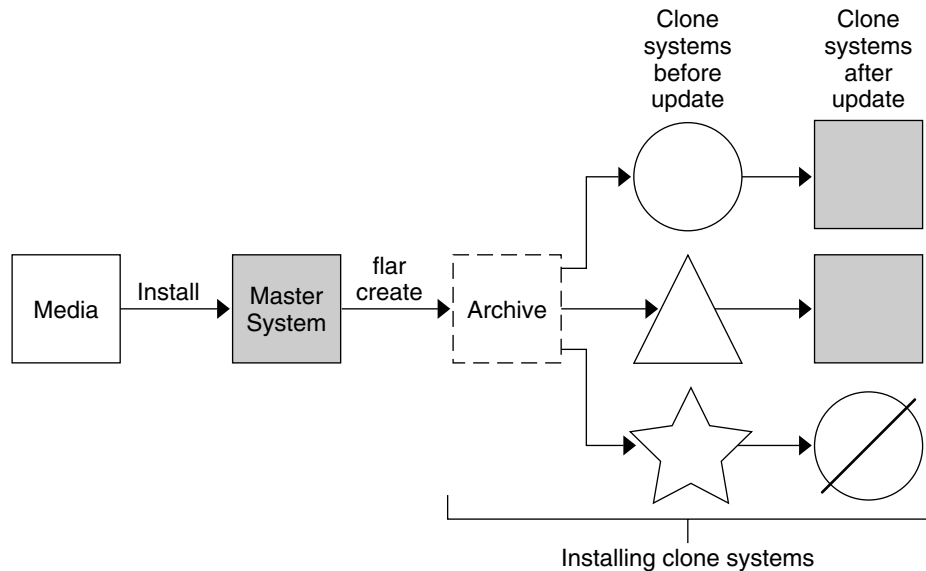 Clone
systems
before
update
Clone
systems
after
update
Media
Install
Master
System
flar
create
Archive
Installing clone systems